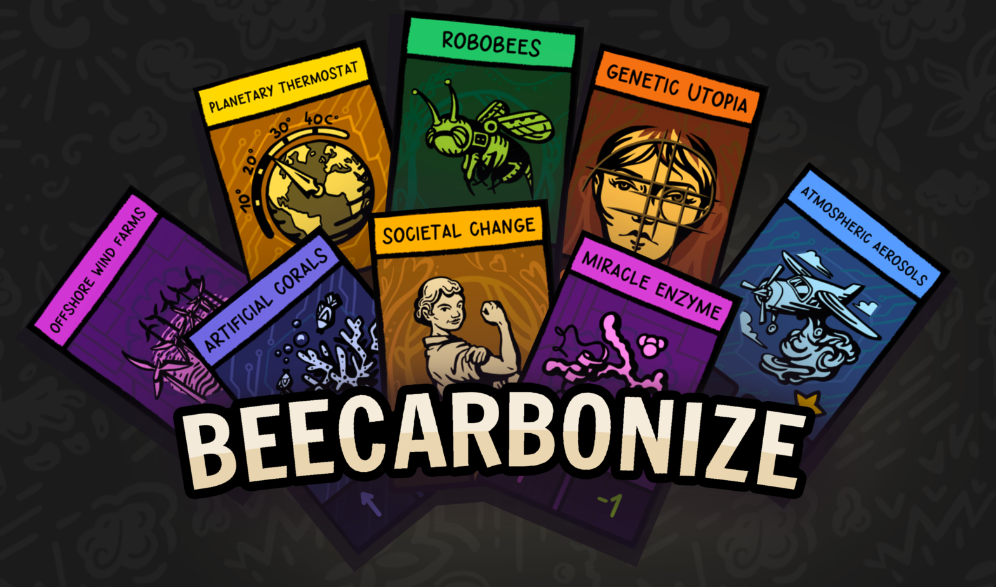 PLANETARY THERMOSTAT
10° 20° 30° 40C°
ROBOBEES
GENETIC UTOPIA
OFFSHORE WIND FARMS
ARTIFICIAL CORALS
SOCIETAL CHANGE
MIRACLE ENZYME
ATMOSPHERIC AEROSOLS
BEECARBONIZE
-1